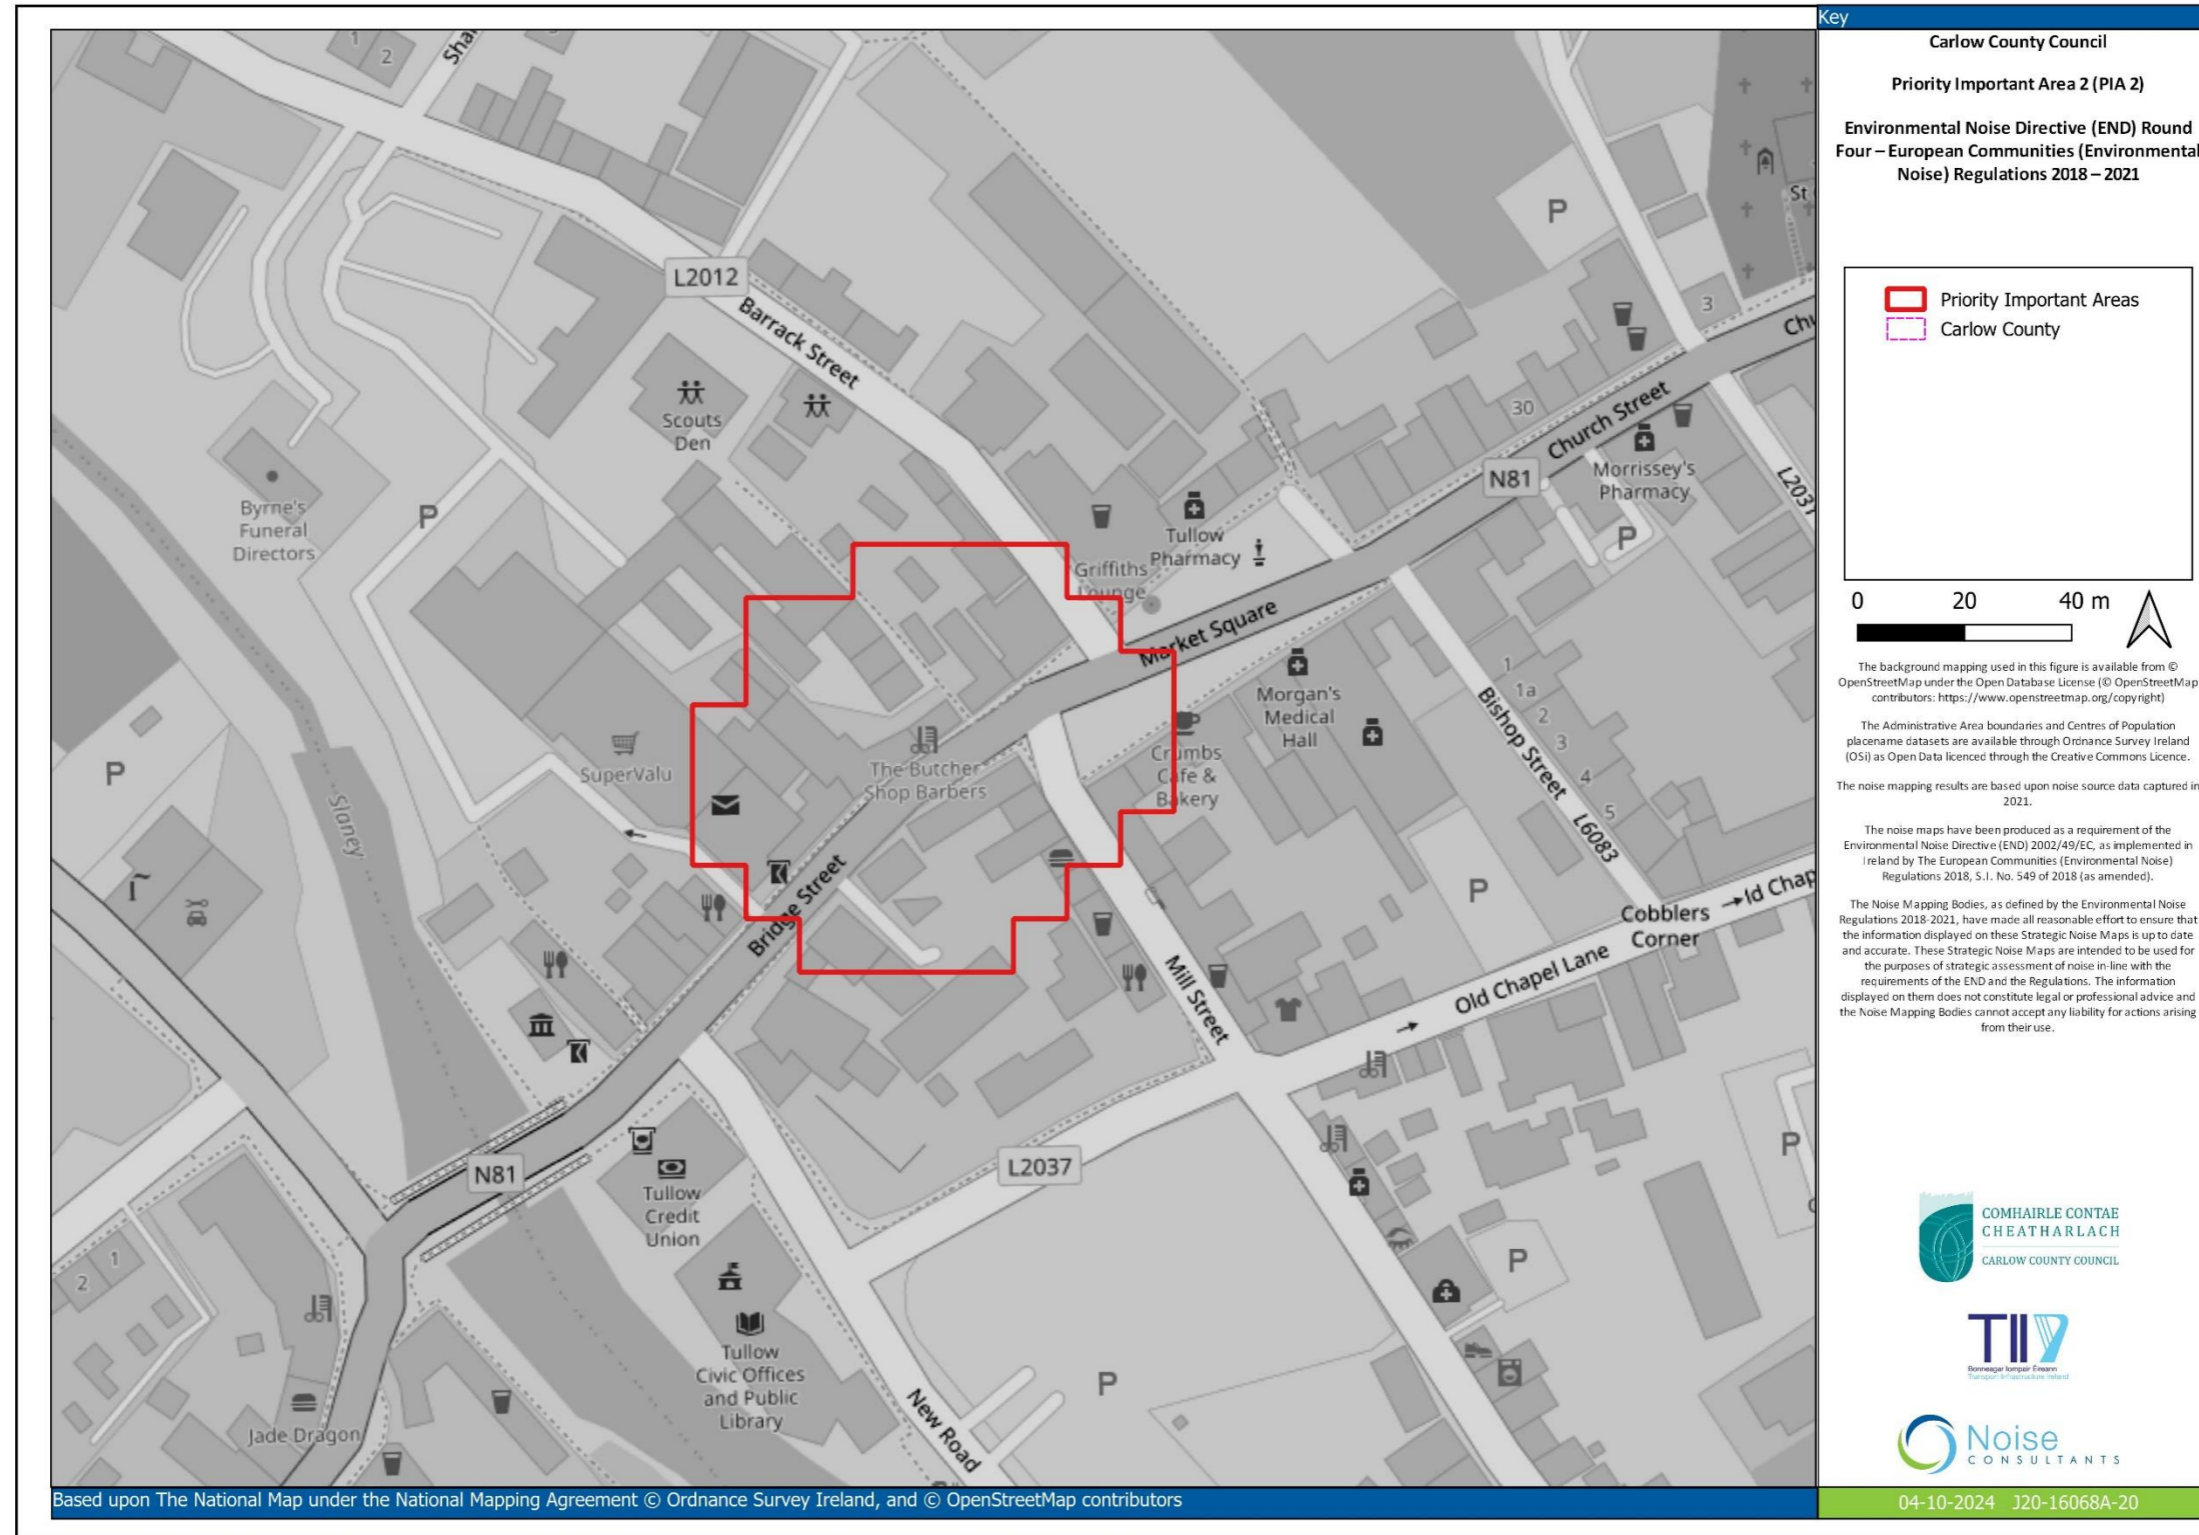 Key
Carlow County Council
Priority Important Area 2 (PIA 2)
Environmental Noise Directive (END) Round
Four – European Communities (Environmental
Noise) Regulations 2018 – 2021
Priority Important Areas
Carlow County
0 20 40 m
The background mapping used in this figure is available from ©
OpenStreetMap under the Open Database License (© OpenStreetMap
contributors: https://www.openstreetmap.org/copyright)
The Administrative Area boundaries and Centres of Population
placename datasets are available through Ordnance Survey Ireland
(OSi) as Open Data licenced through the Creative Commons Licence.
The noise mapping results are based upon noise source data captured in
2021.
The noise maps have been produced as a requirement of the
Environmental Noise Directive (END) 2002/49/EC, as implemented in
Ireland by The European Communities (Environmental Noise)
Regulations 2018, S.I. No. 549 of 2018 (as amended).
The Noise Mapping Bodies, as defined by the Environmental Noise
Regulations 2018-2021, have made all reasonable effort to ensure that
the information displayed on these Strategic Noise Maps is up to date
and accurate. These Strategic Noise Maps are intended to be used for
the purposes of strategic assessment of noise in-line with the
requirements of the END and the Regulations. The information
displayed on them does not constitute legal or professional advice and
the Noise Mapping Bodies cannot accept any liability for actions arising
from their use.
COMHAIRLE CONTAE
CHEATHARLACH
CARLOW COUNTY COUNCIL
TII
Bonneagar Iompair Éireann
Transport Infrastructure Ireland
Noise
CONSULTANTS
04-10-2024 J20-16068A-20
1
2
Sha
P
St
L2012
Barrack Street
3
Chu
Scouts
Den
30
Church Street
N81
Morrissey's
Pharmacy
L2037
P
Byrne's
Funeral
Directors
P
Tullow
Pharmacy
Griffiths
Lounge
Market Square
Morgan's
Medical
Hall
1
1a
2
3
4
5
Bishop Street
L6083
P
SuperValu
The Butcher
Shop Barbers
Crumbs
Cafe &
Bakery
Slaney
Bridge Street
P
Cobblers
Corner
ld Chap
Mill Street
Old Chapel Lane
N81
L2037
P
Tullow
Credit
Union
P
1
2
Tullow
Civic Offices
and Public
Library
P
New Road
Jade Dragon
Based upon The National Map under the National Mapping Agreement © Ordnance Survey Ireland, and © OpenStreetMap contributors